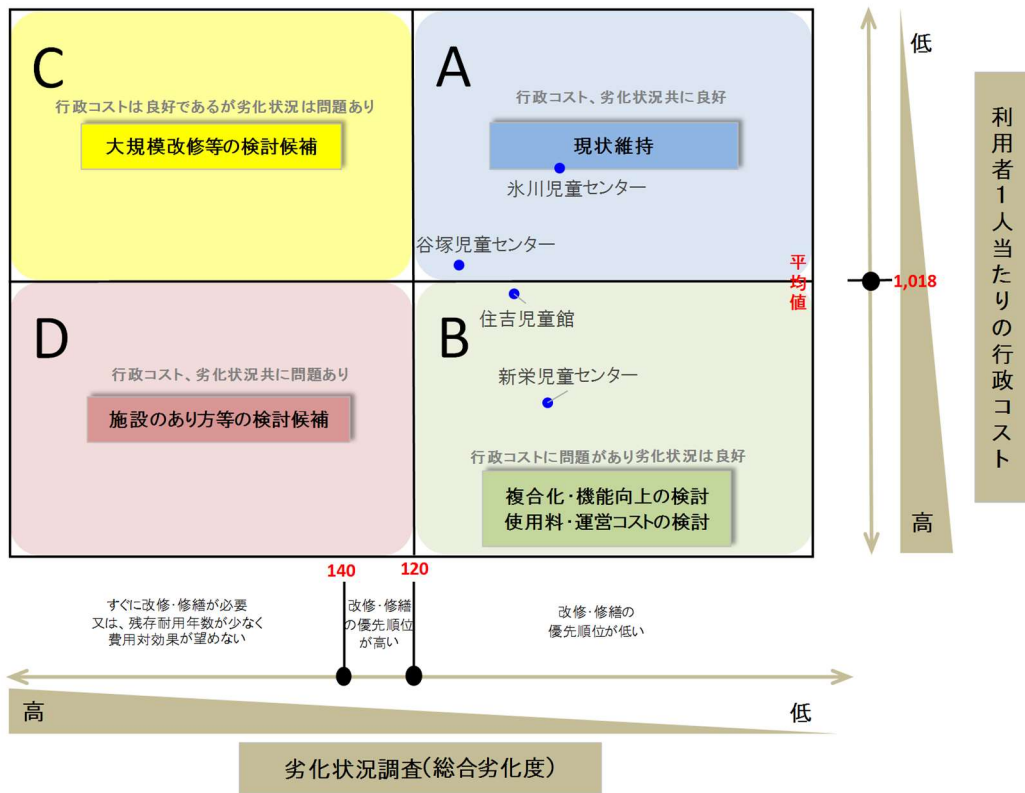 C
行政コストは良好であるが劣化状況は問題あり
大規模改修等の検討候補
A
行政コスト、劣化状況共に良好
現状維持
氷川児童センター
谷塚児童センター
平均値
D
行政コスト、劣化状況共に問題あり
施設のあり方等の検討候補
住吉児童館
B
新栄児童センター
行政コストに問題があり劣化状況は良好
複合化・機能向上の検討
使用料・運営コストの検討
低
1,018
高
利用者1人当たりの行政コスト
140
120
すぐに改修・修繕が必要
又は、残存耐用年数が少なく
費用対効果が望めない
改修・修繕
の優先順位
が高い
改修・修繕の
優先順位が低い
高
低
劣化状況調査(総合劣化度)